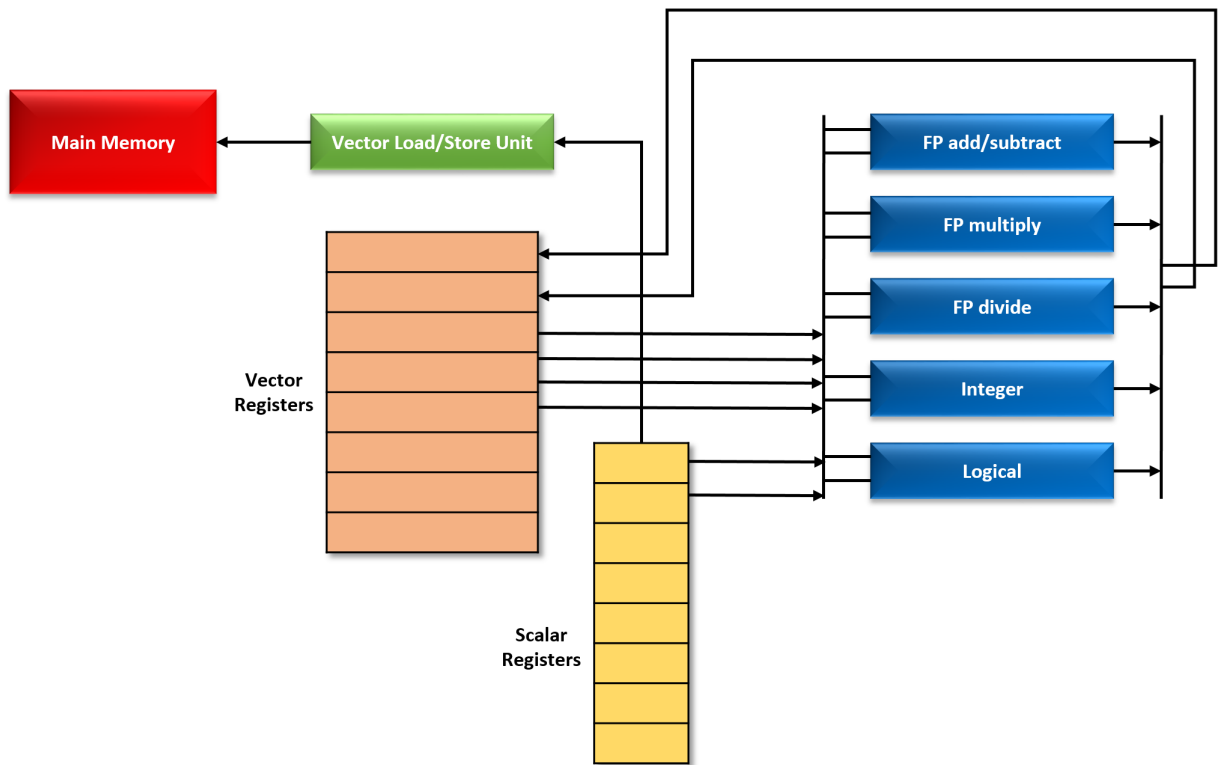 Main Memory
Vector Load/Store Unit
FP add/subtract
FP multiply
FP divide
Vector
Registers
Integer
Logical
Scalar
Registers